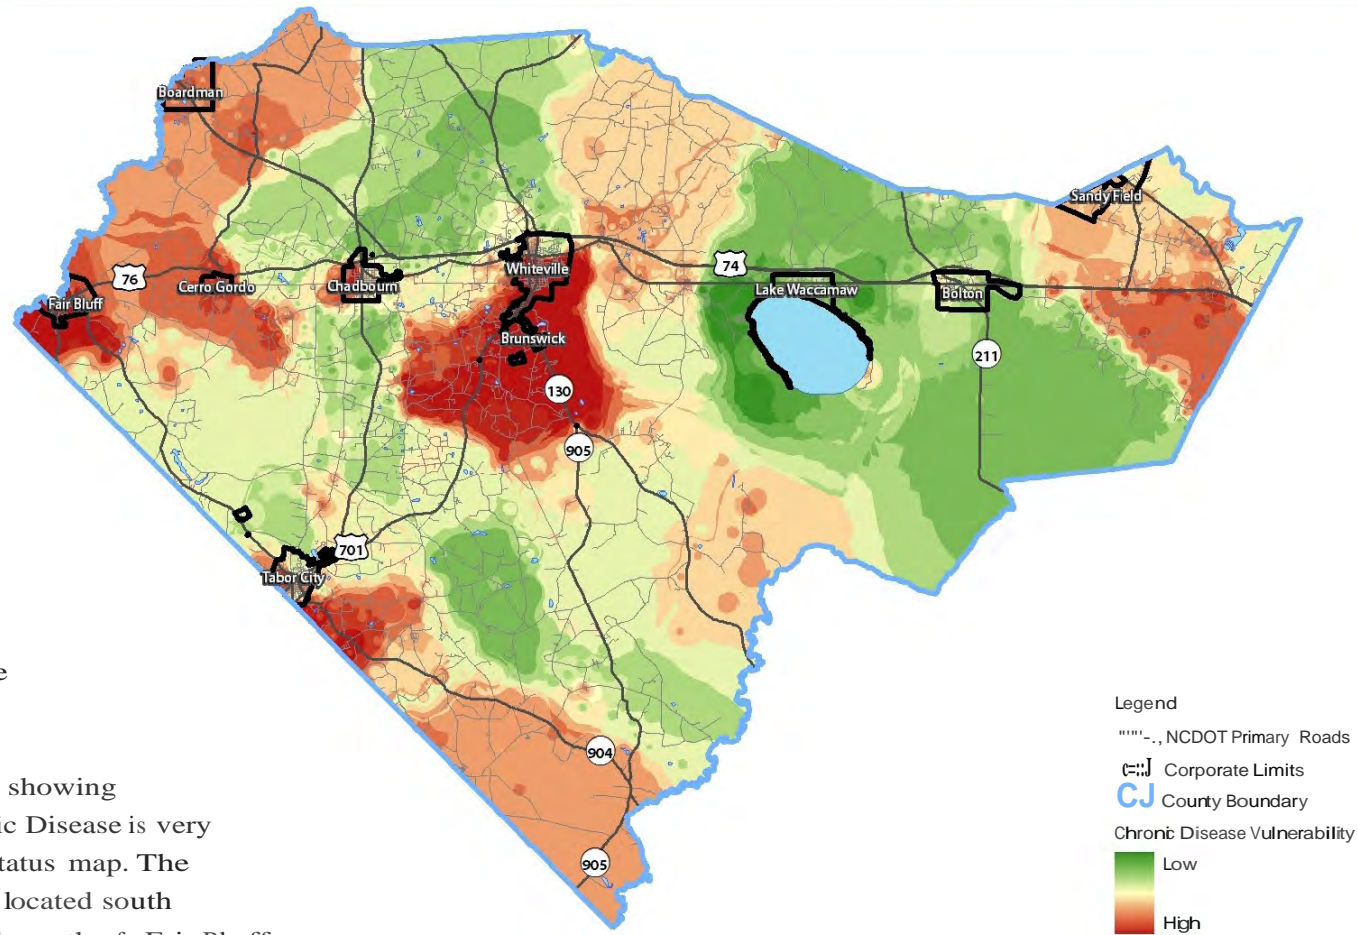 Boardman
Sandy Field
76
74
Whiteville
Fair Bluff
Cerro Gordo
Chadbourn
Lake Waccamaw
Bolton
Brunswick
211
130
905
701
Tabor City
904
905
e
showing
ic Disease is very
tatus map. The
located south
Legend
NCDOT Primary Roads
Corporate Limits
CJ County Boundary
Chronic Disease Vulnerability
Low
High